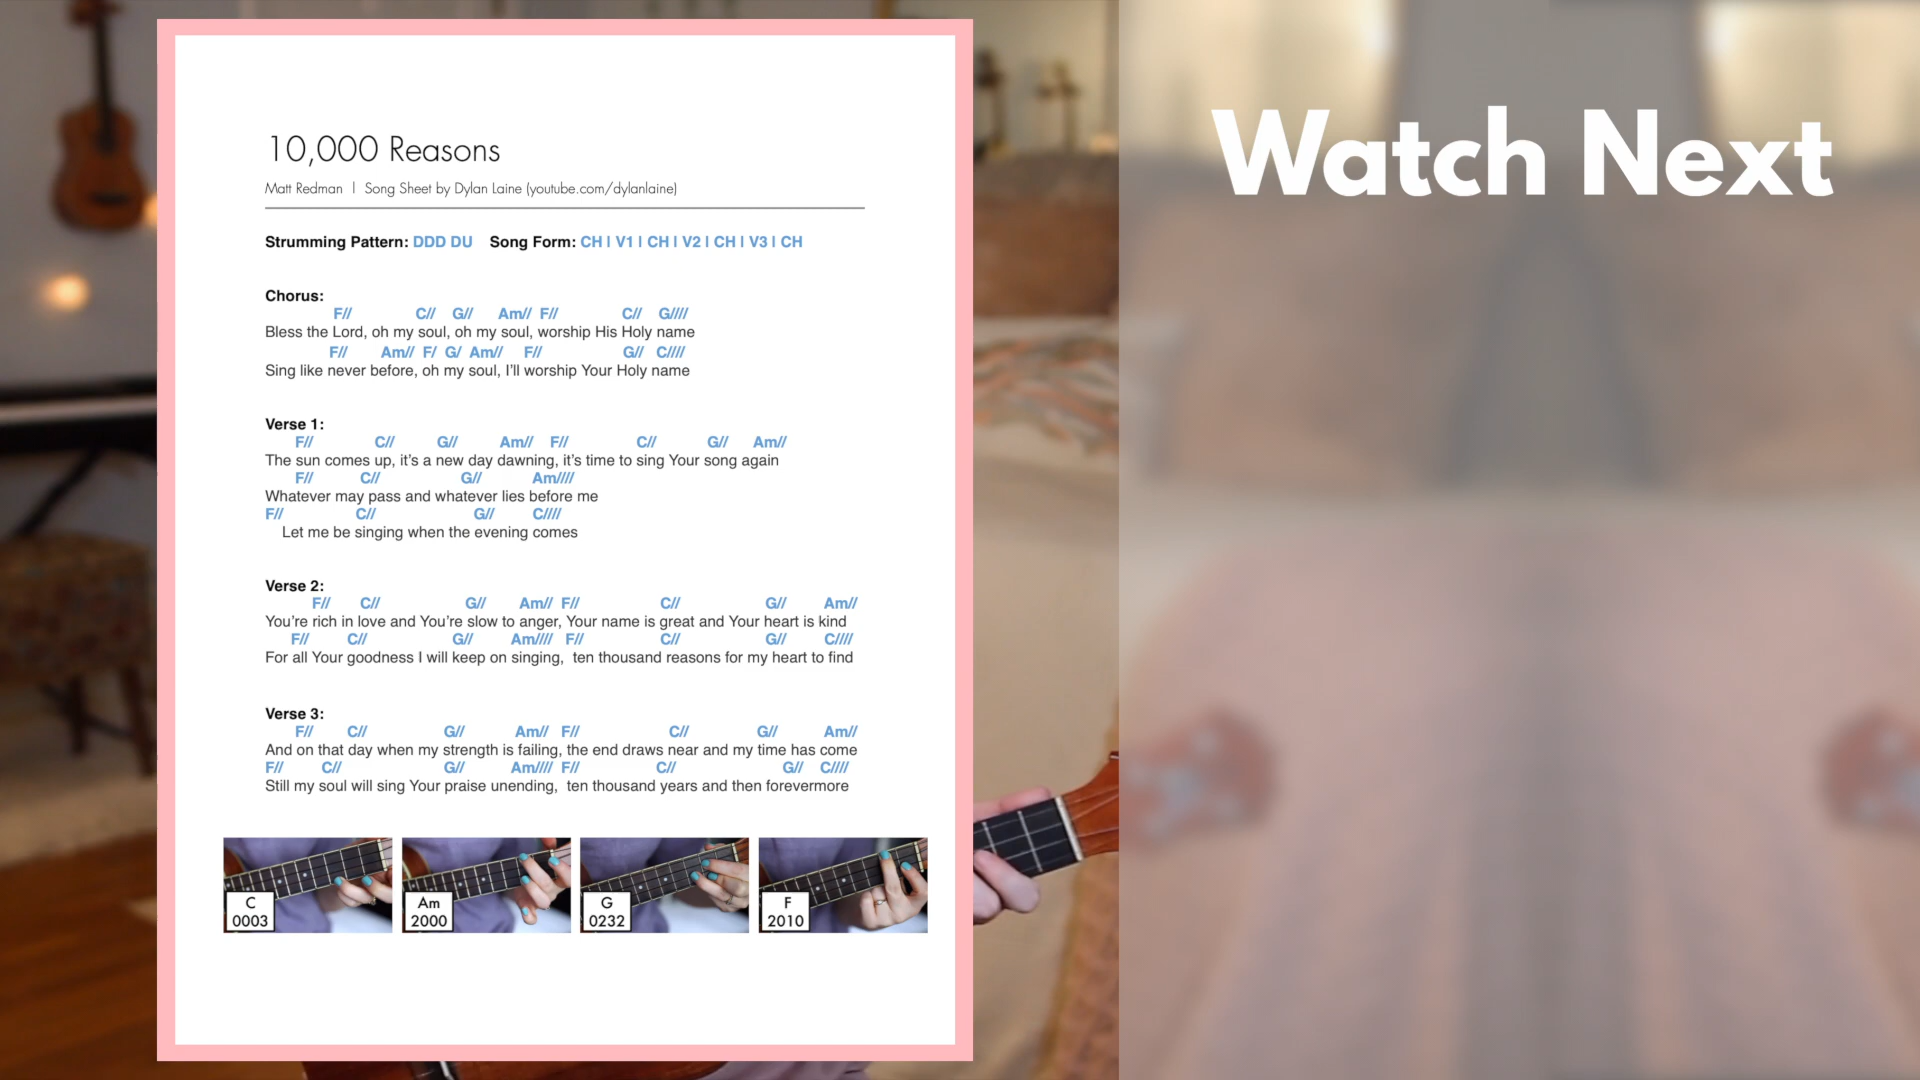 10,000 Reasons
Matt Redman | Song Sheet by Dylan Laine (youtube.com/dylanlaine)
Strumming Pattern: DDD DU Song Form: CH | V1 | CH | V2 | CH | V3 | CH
Chorus:
F// C// G// Am// F// C// G////
Bless the Lord, oh my soul, oh my soul, worship His Holy name
F// Am// F/ G/ Am// F// G// C////
Sing like never before, oh my soul, I'll worship Your Holy name
Verse 1:
F// C// G// Am// F// C// G// Am//
The sun comes up, it's a new day dawning, it's time to sing Your song again
F// C// G// Am////
Whatever may pass and whatever lies before me
F// C// G// C////
Let me be singing when the evening comes
Verse 2:
F// C// G// Am// F// C// G// Am//
You're rich in love and You're slow to anger, Your name is great and Your heart is kind
F// C// G// Am//// F// C// G// C////
For all Your goodness I will keep on singing, ten thousand reasons for my heart to find
Verse 3:
F// C// G// Am// F// C// G// Am//
And on that day when my strength is failing, the end draws near and my time has come
F// C// G// Am//// F// C// G// C////
Still my soul will sing Your praise unending, ten thousand years and then forevermore
C
0003
Am
2000
G
0232
F
2010
Watch Next